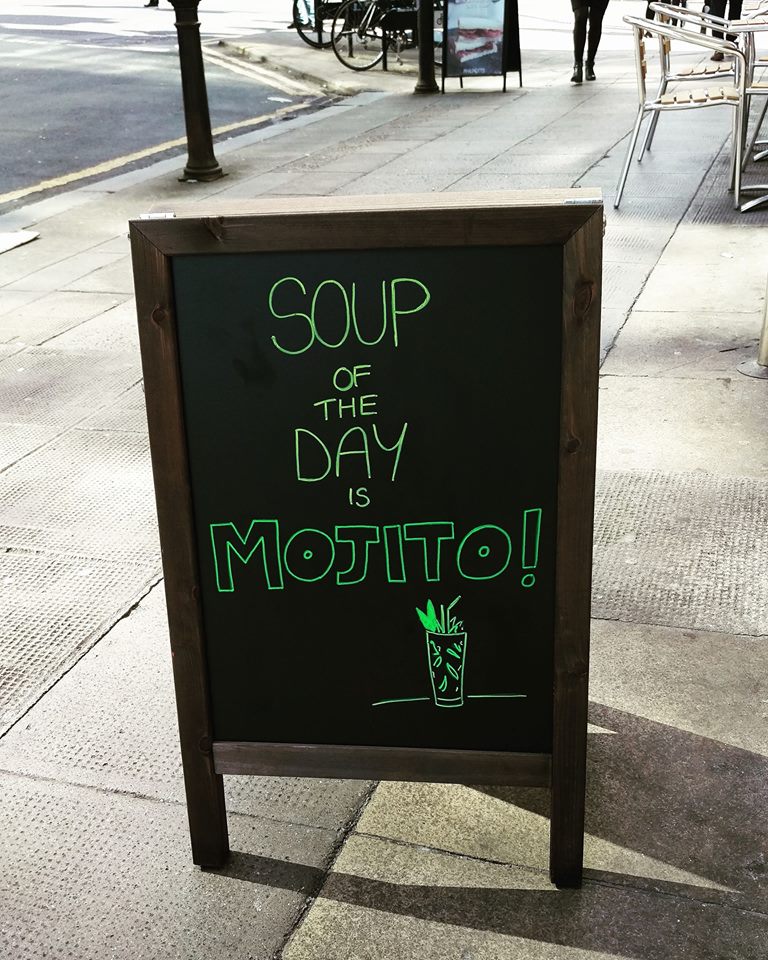 SOUP
OF
THE
DAY
IS
MOJITO!